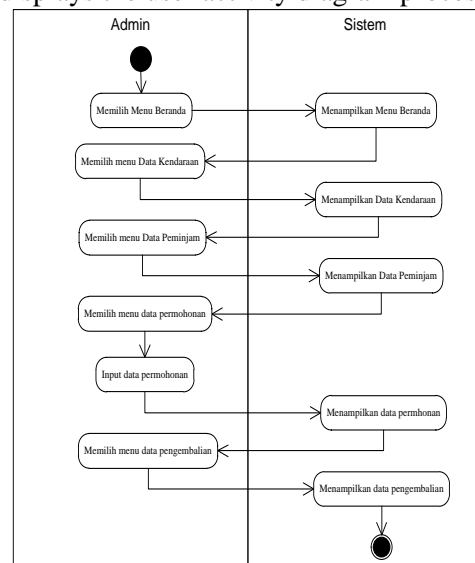 Admin
Sistem
Memilih Menu Beranda
Menampilkan Menu Beranda
Memilih menu Data Kendaraan
Menampilkan Data Kendaraan
Memilih menu Data Peminjam
Menampilkan Data Peminjam
Memilih menu data permohonan
Input data permohonan
Menampilkan data permhonan
Memilih menu data pengembalian
Menampilkan data pengembalian